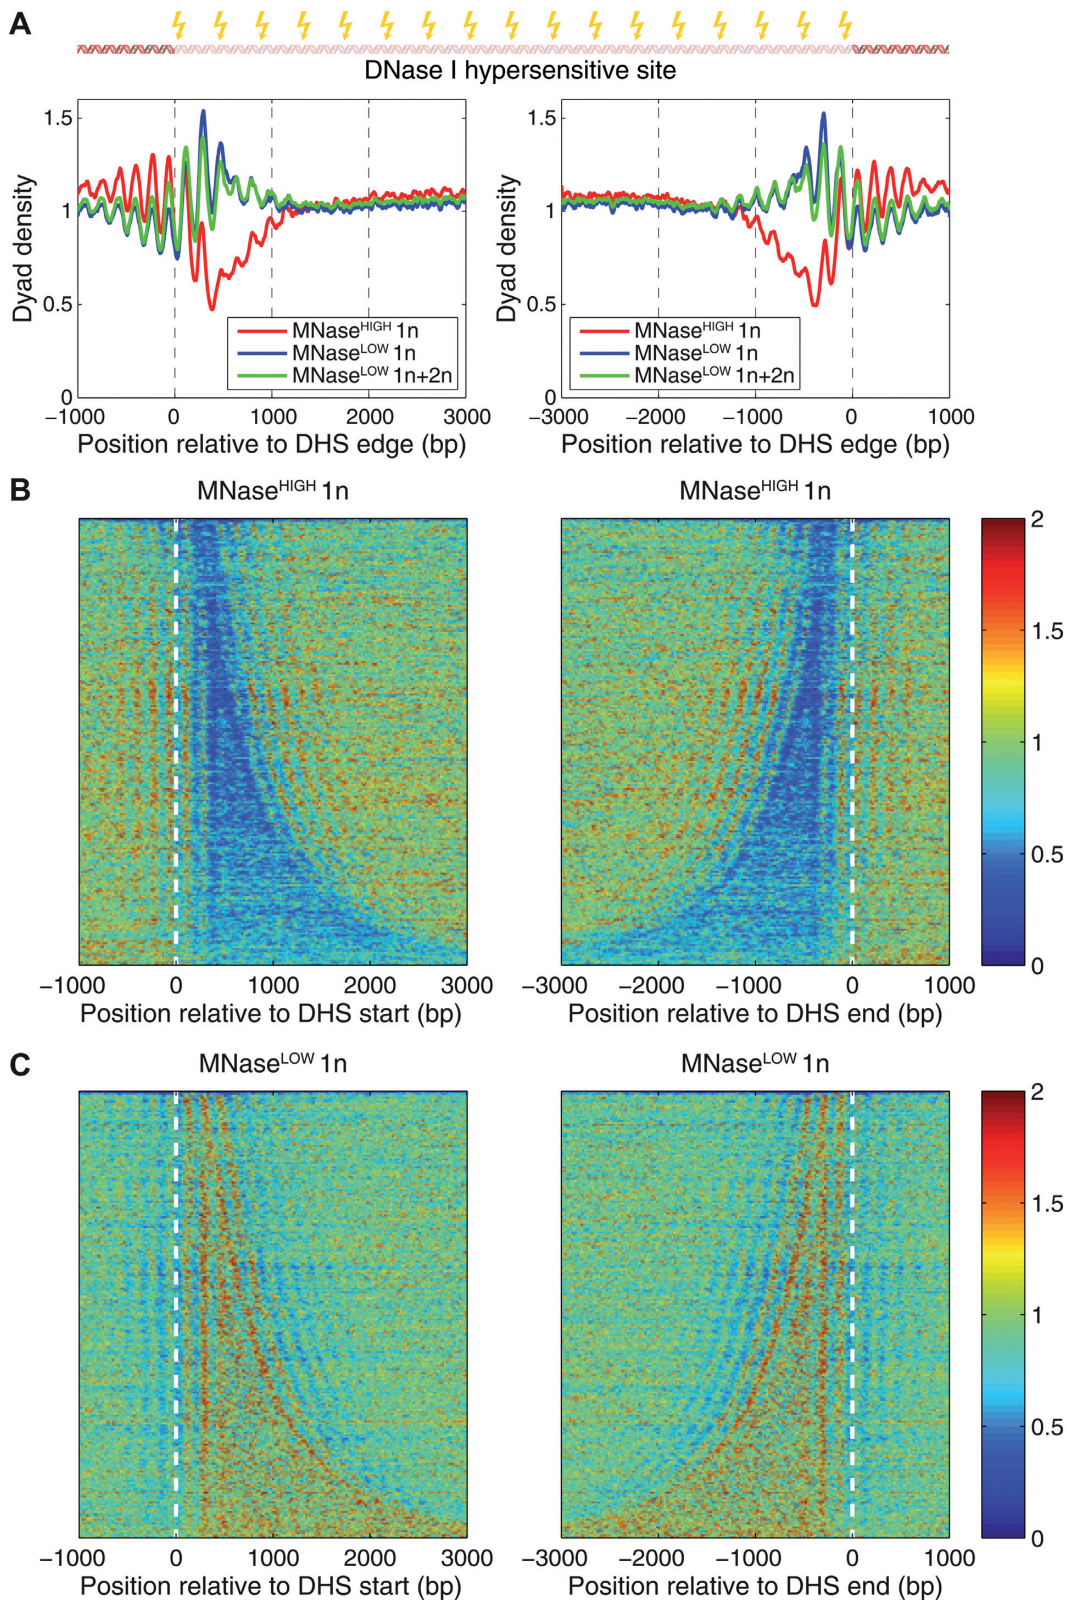 A
DNase I hypersensitive site
1.5
1
0.5
0
Dyad density
MNaseHIGH 1n
MNaseLOW 1n
MNaseLOW 1n+2n
−1000 0 1000 2000 3000
Position relative to DHS edge (bp)
1.5
1
0.5
0
Dyad density
MNaseHIGH 1n
MNaseLOW 1n
MNaseLOW 1n+2n
−3000 −2000 −1000 0 1000
Position relative to DHS edge (bp)
B
MNaseHIGH 1n
−1000 0 1000 2000 3000
Position relative to DHS start (bp)
MNaseHIGH 1n
−3000 −2000 −1000 0 1000
Position relative to DHS end (bp)
2
1.5
1
0.5
0
C
MNaseLOW 1n
−1000 0 1000 2000 3000
Position relative to DHS start (bp)
MNaseLOW 1n
−3000 −2000 −1000 0 1000
Position relative to DHS end (bp)
2
1.5
1
0.5
0